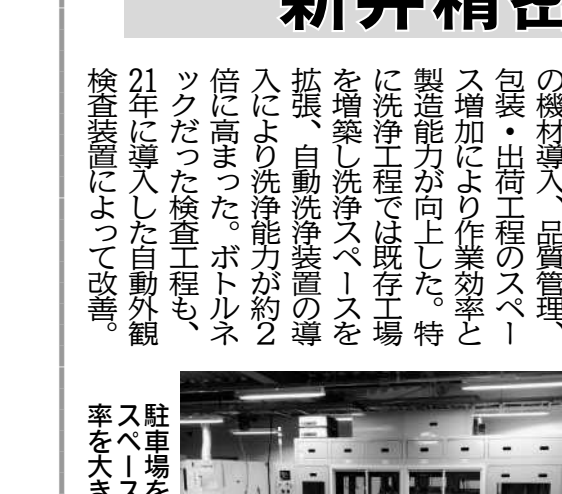 新井精密
の機材導入、品質管理、
包装・出荷工程のスペー
ス増加により作業効率と
製造能力が向上した。特
に洗浄工程では既存工場
を増築し洗浄スペースを
拡張、自動洗浄装置の導
入により洗浄能力が約2
倍に高まった。ボトルネ
ックだった検査工程も、
21年に導入した自動外観
検査装置によって改善。
駐車場を
スペース
率を大き